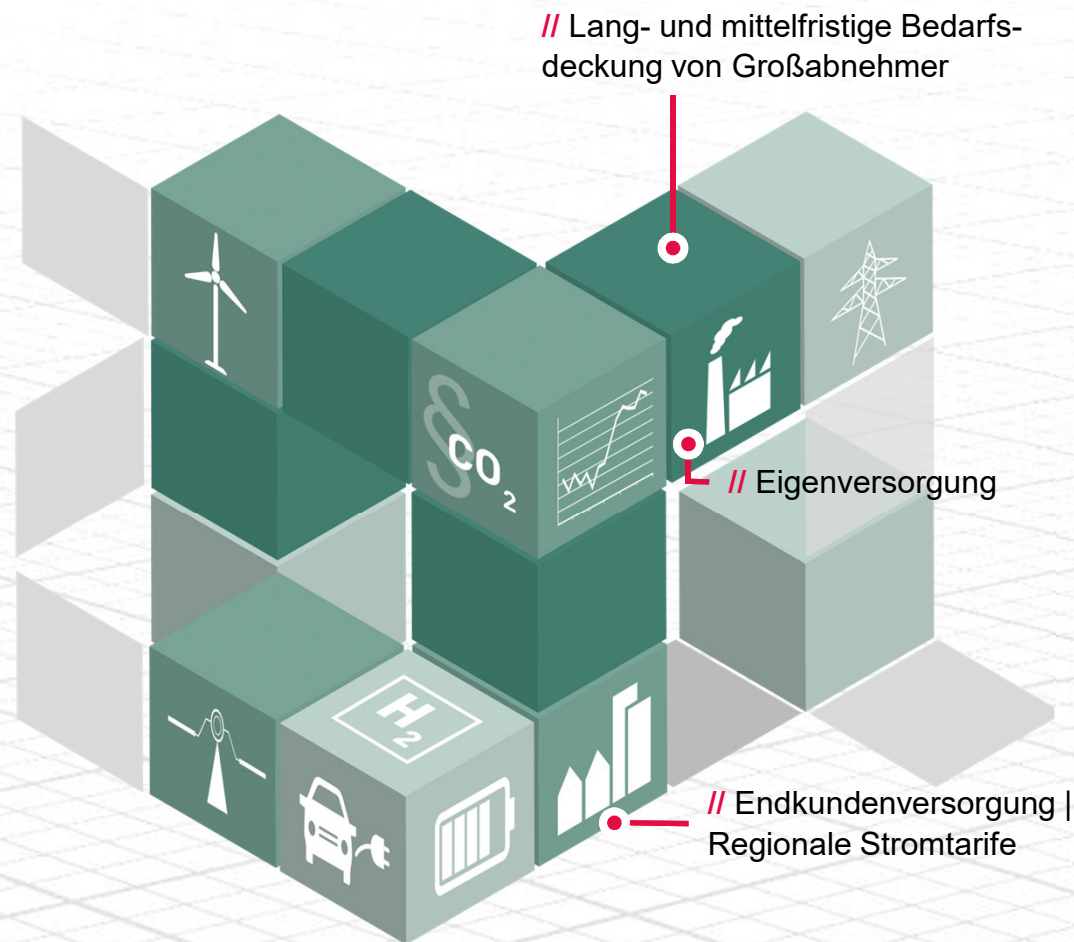 // Lang- und mittelfristige Bedarfs-
deckung von Großabnehmer
§
CO2
// Eigenversorgung
H2
// Endkundenversorgung |
Regionale Stromtarife